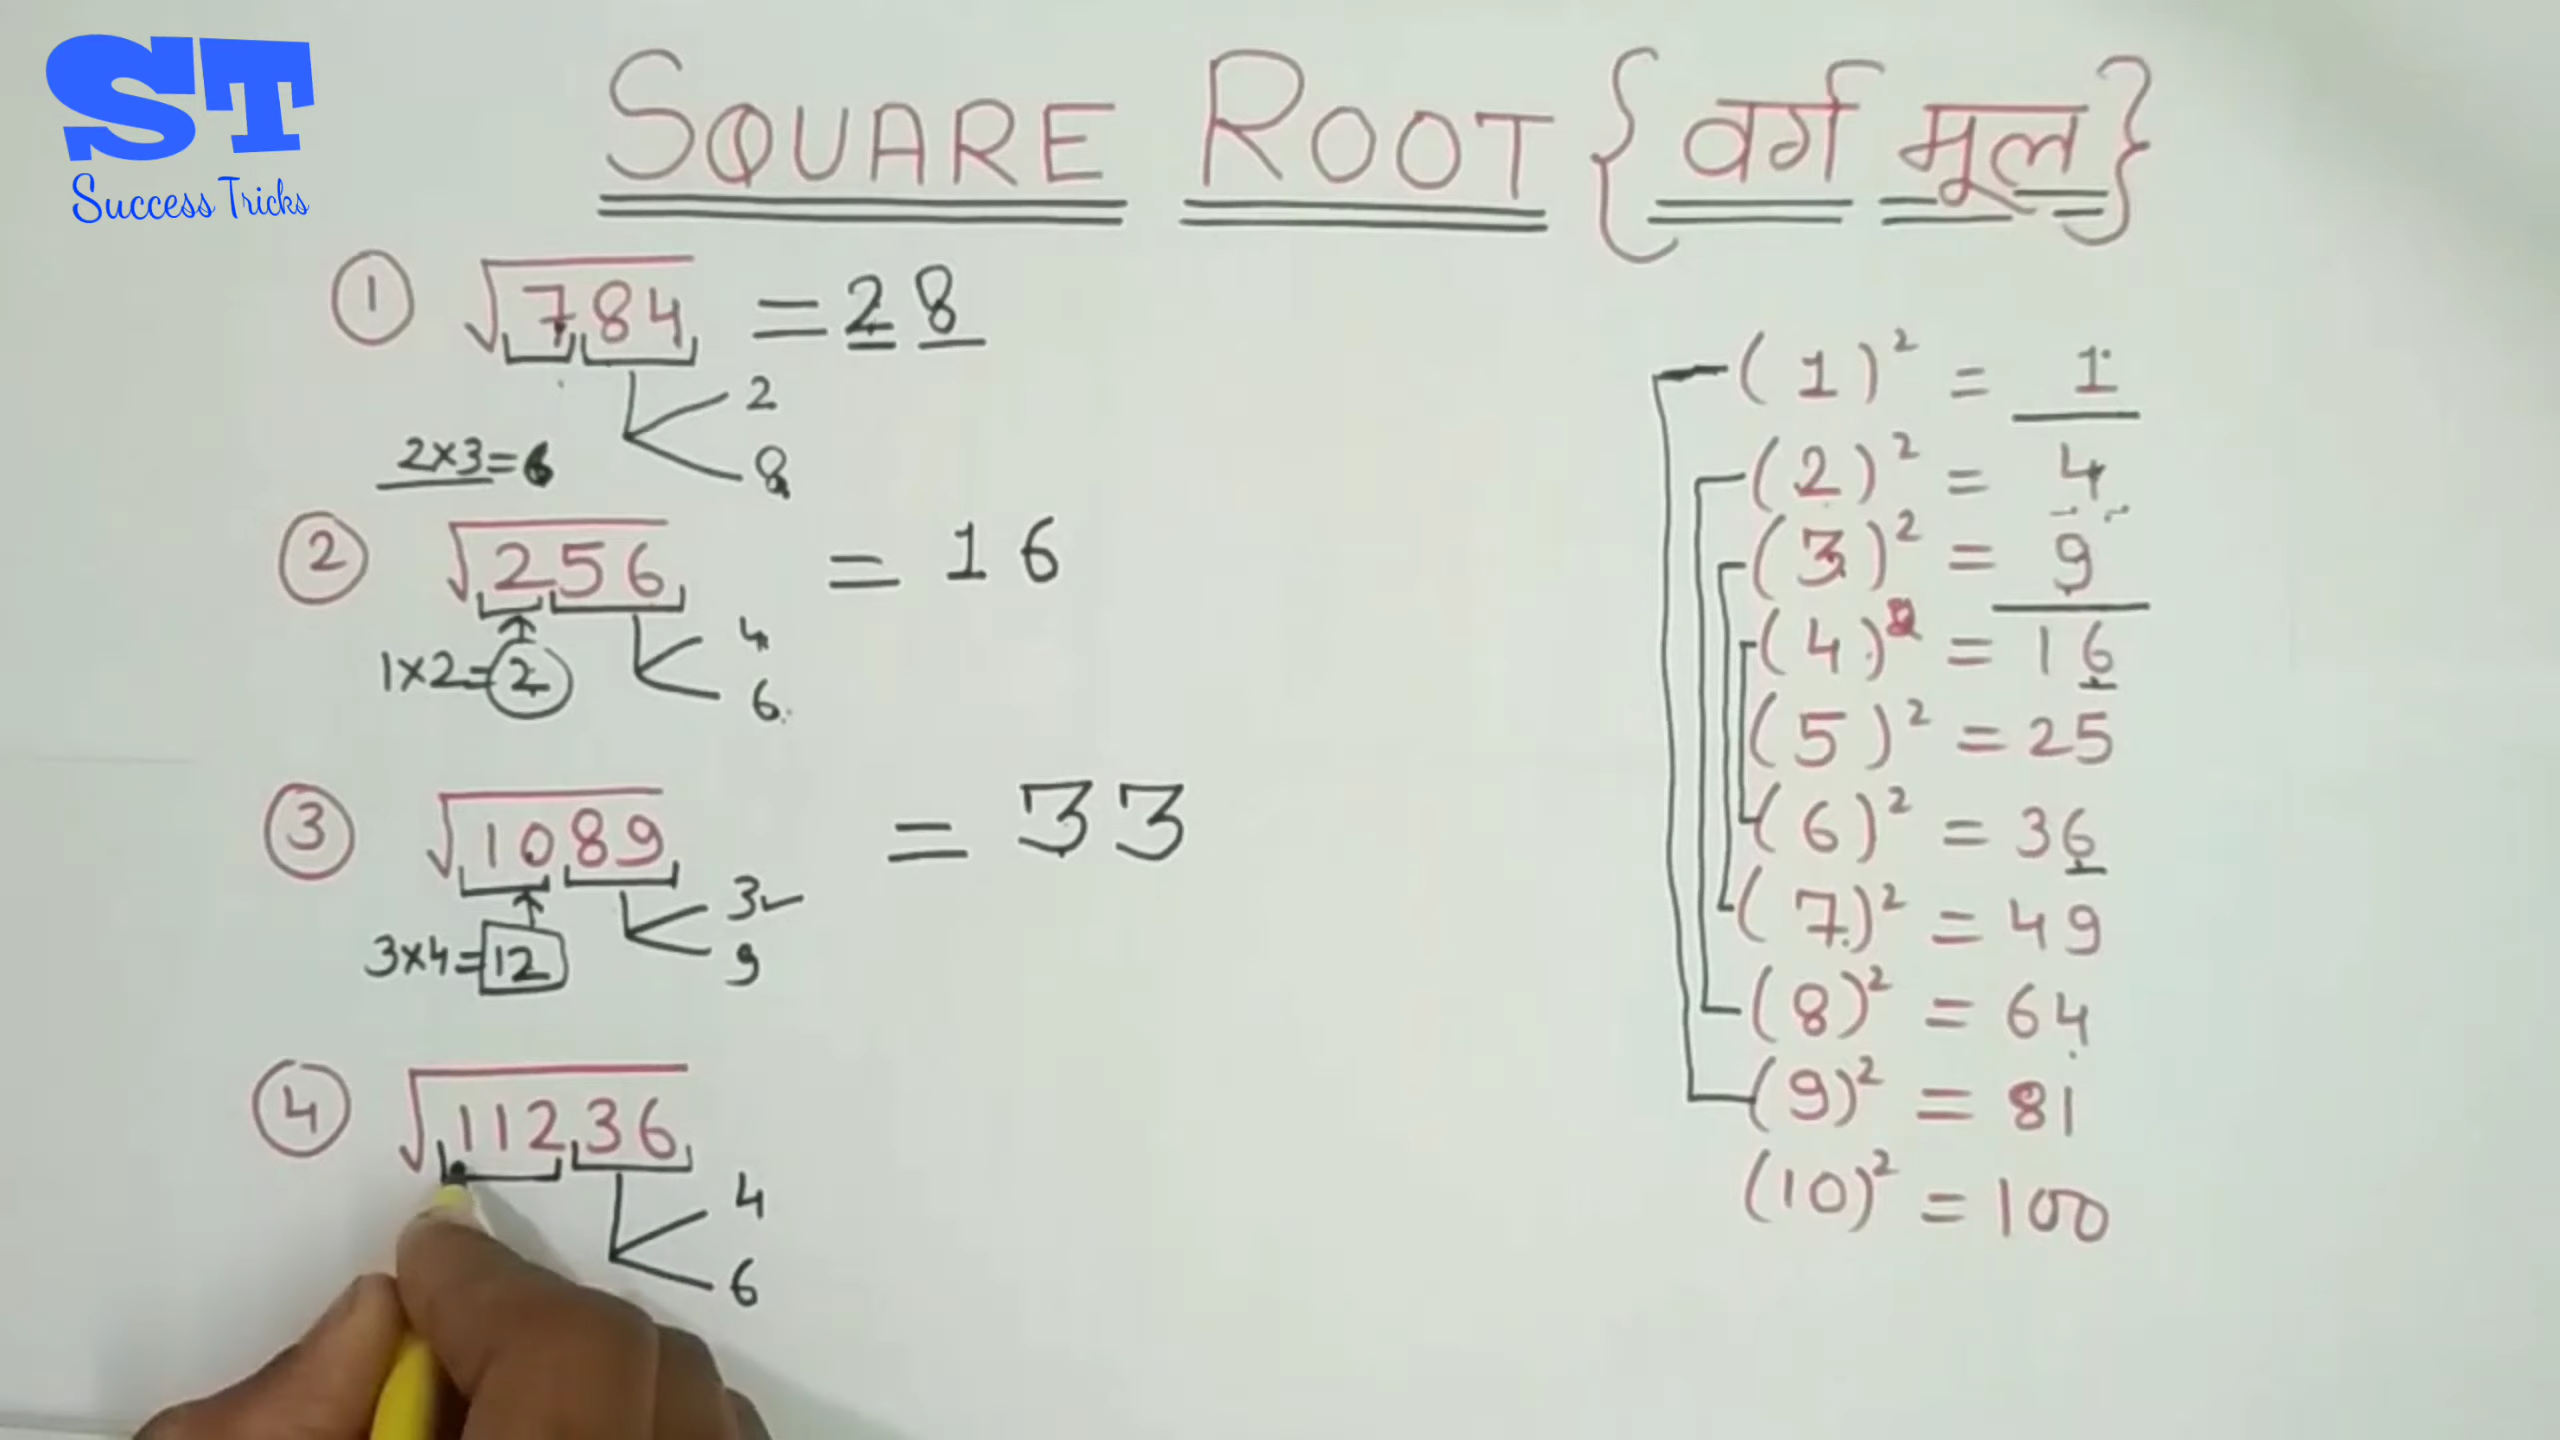 ST
Success Tricks
SQUARE ROOT {वर्ग मूल}
① √784 = 28
2
8
2×3=6
② √256 = 16
4
6
1×2=2
③ √1089 = 33
3✓
9
3×4=12
④ √11236
4
6
(1)² = 1
(2)² = 4
(3)² = 9
(4)² = 16
(5)² = 25
(6)² = 36
(7)² = 49
(8)² = 64
(9)² = 81
(10)² = 100